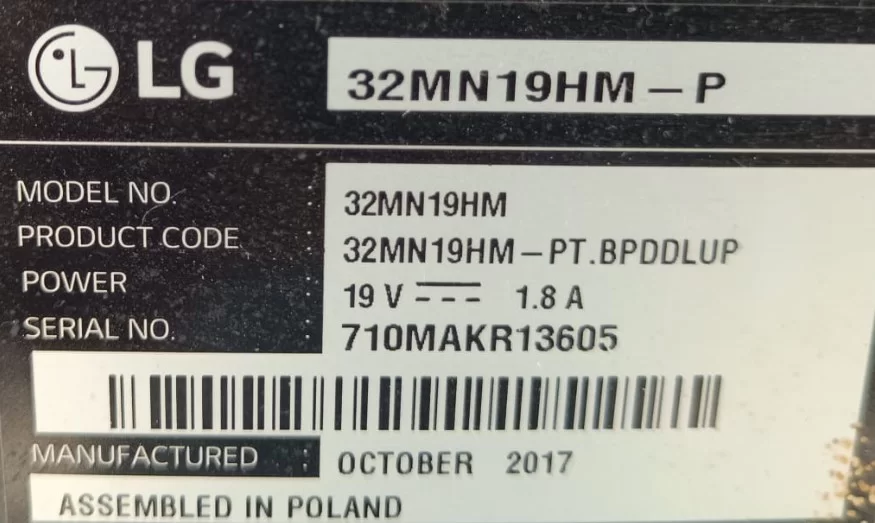 LG 32MN19HM-P
MODEL NO. : 32MN19HM
PRODUCT CODE : 32MN19HM-PT.BPDDLUP
POWER : 19 V 1.8 A
SERIAL NO. : 710MAKR13605
MANUFACTURED : OCTOBER 2017
ASSEMBLED IN POLAND